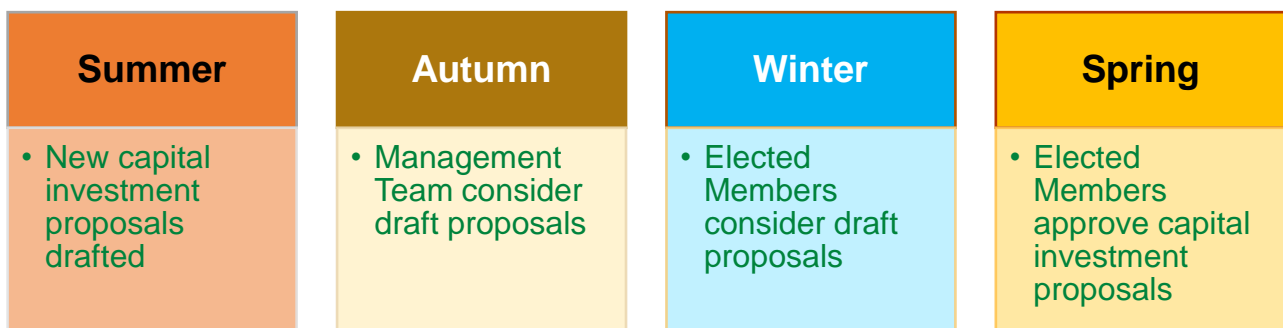 Summer
• New capital
investment
proposals
drafted
Autumn
• Management
Team consider
draft proposals
Winter
• Elected
Members
consider draft
proposals
Spring
• Elected
Members
approve capital
investment
proposals